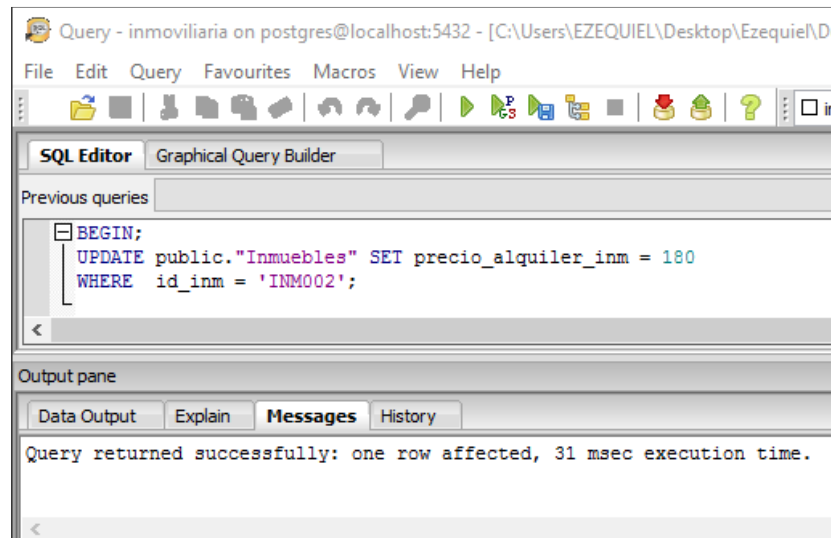 Query - inmoviliaria on postgres@localhost:5432 - [C:\Users\EZEQUIEL\Desktop\Ezequiel\D
File Edit Query Favourites Macros View Help
SQL Editor Graphical Query Builder
Previous queries
BEGIN;
UPDATE public."Inmuebles" SET precio_alquiler_inm = 180
WHERE id_inm = 'INM002';
Output pane
Data Output Explain Messages History
Query returned successfully: one row affected, 31 msec execution time.